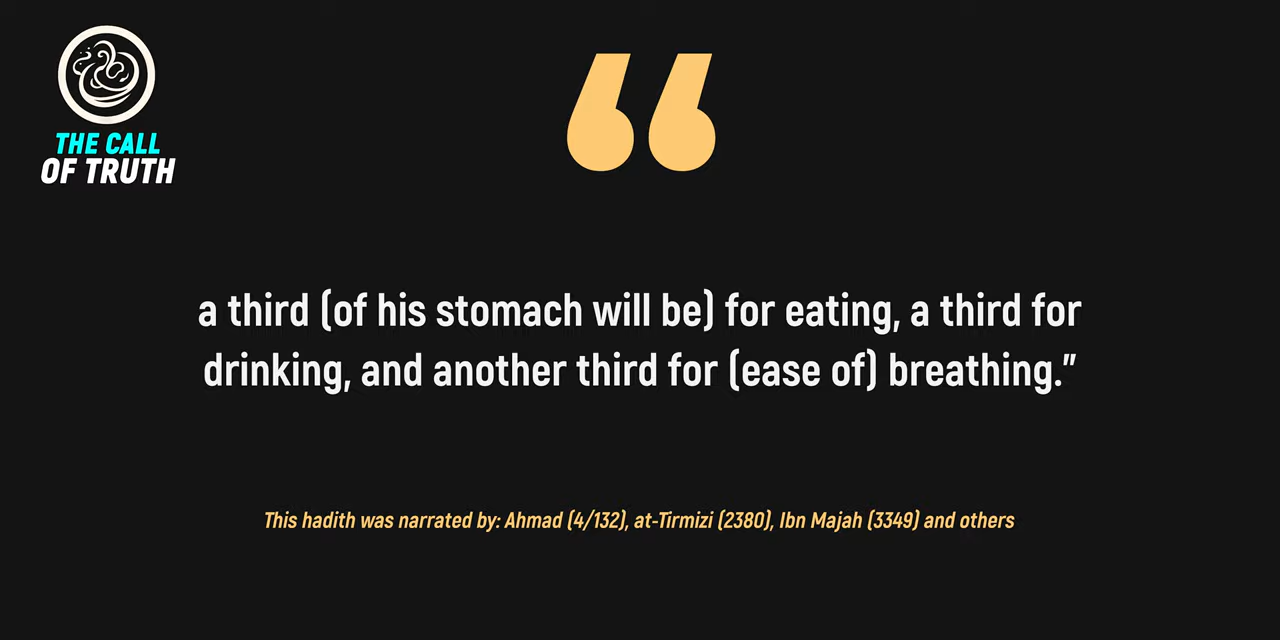 THE CALL
OF TRUTH
“
a third (of his stomach will be) for eating, a third for
drinking, and another third for (ease of) breathing.”
This hadith was narrated by: Ahmad (4/132), at-Tirmizi (2380), Ibn Majah (3349) and others